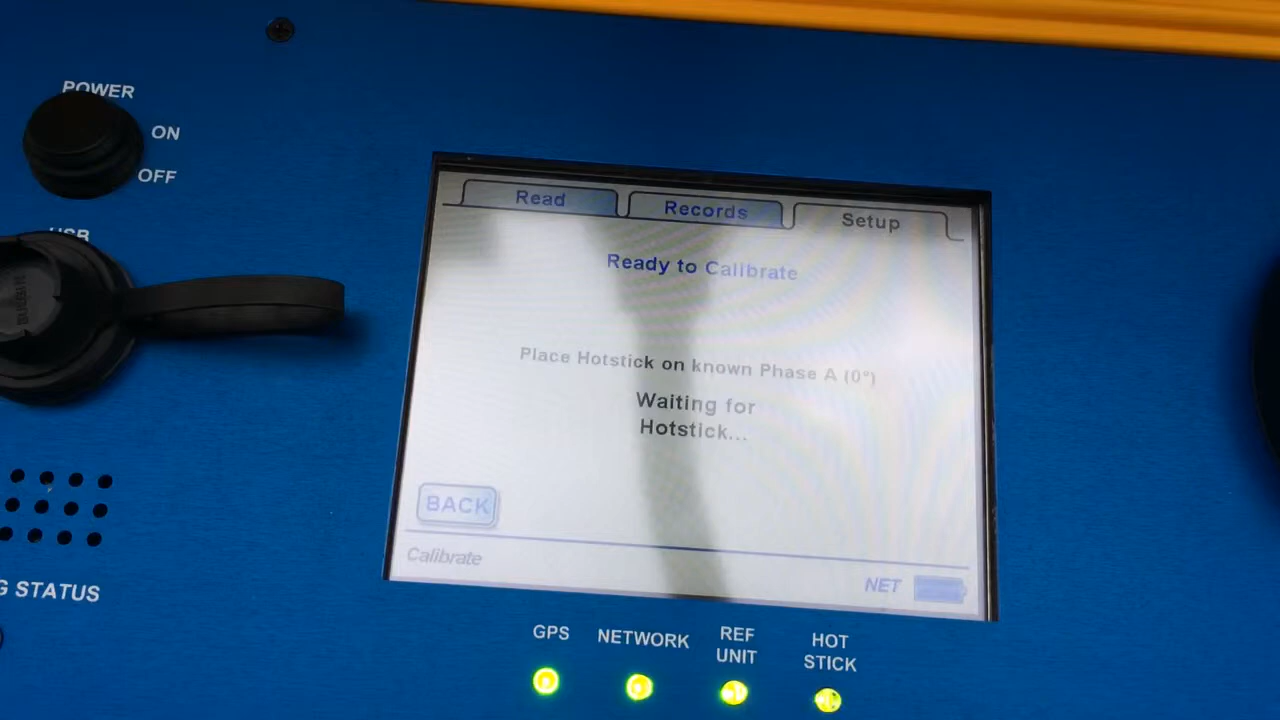 POWER
ON
OFF
USB
Read
Records
Setup
Ready to Calibrate
Place Hotstick on known Phase A (0°)
Waiting for
Hotstick...
BACK
Calibrate
NET
G STATUS
GPS
NETWORK
REF
UNIT
HOT
STICK